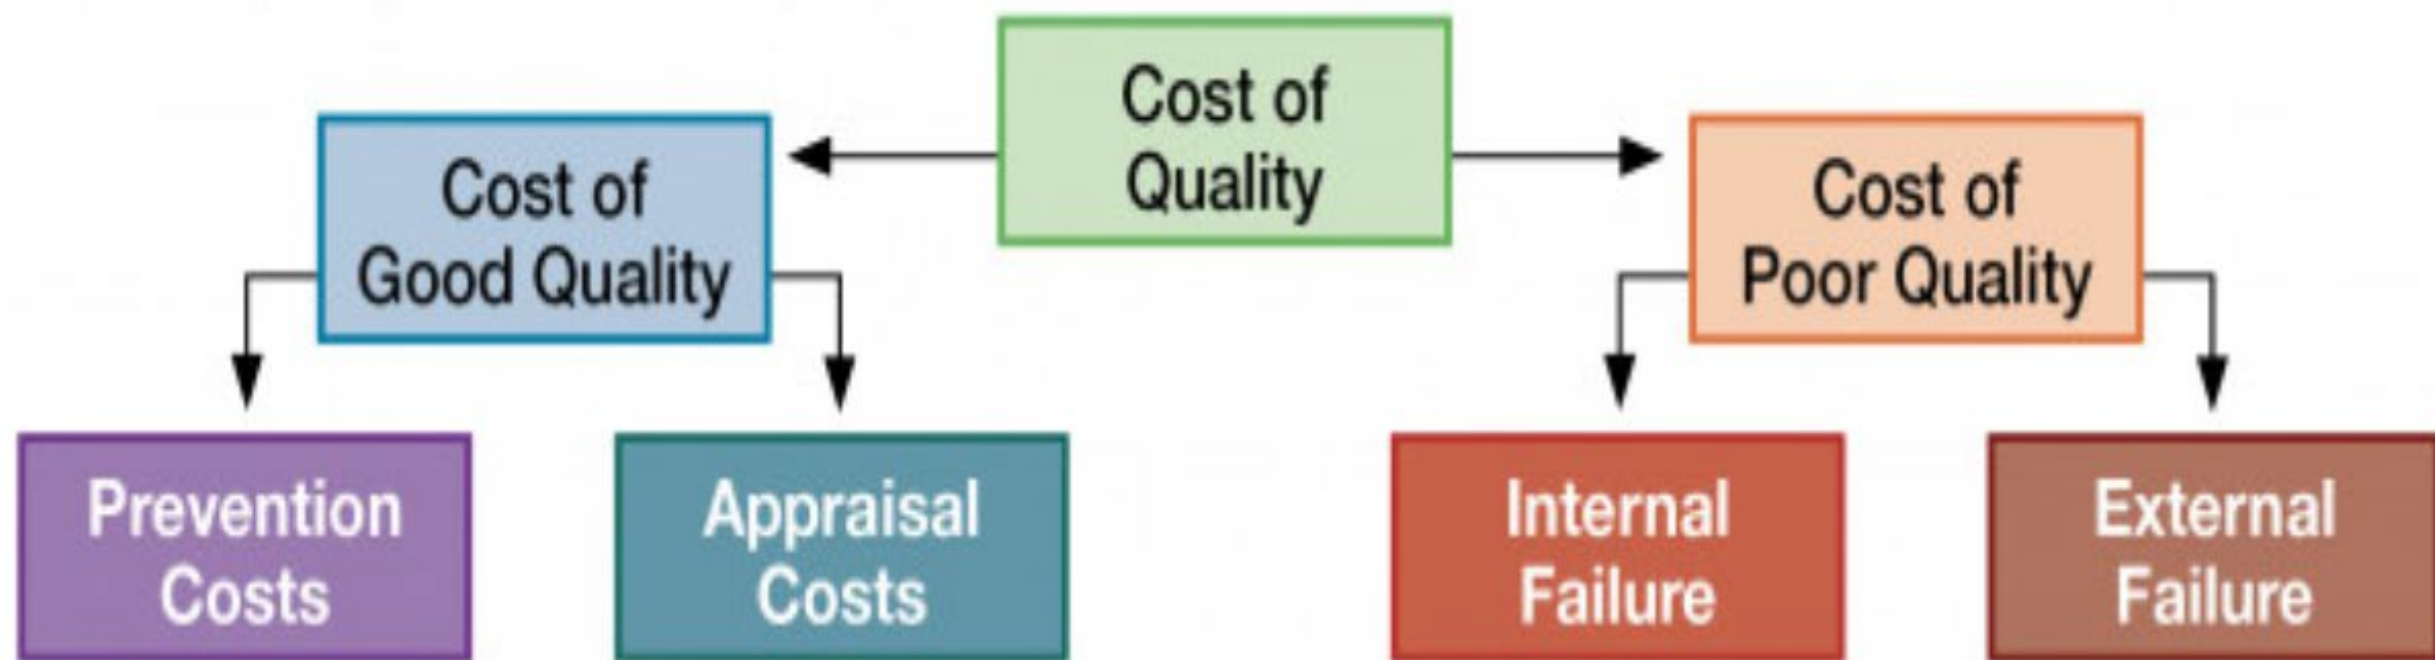 Cost of
Quality
Cost of
Good Quality
Cost of
Poor Quality
Prevention
Costs
Appraisal
Costs
Internal
Failure
External
Failure